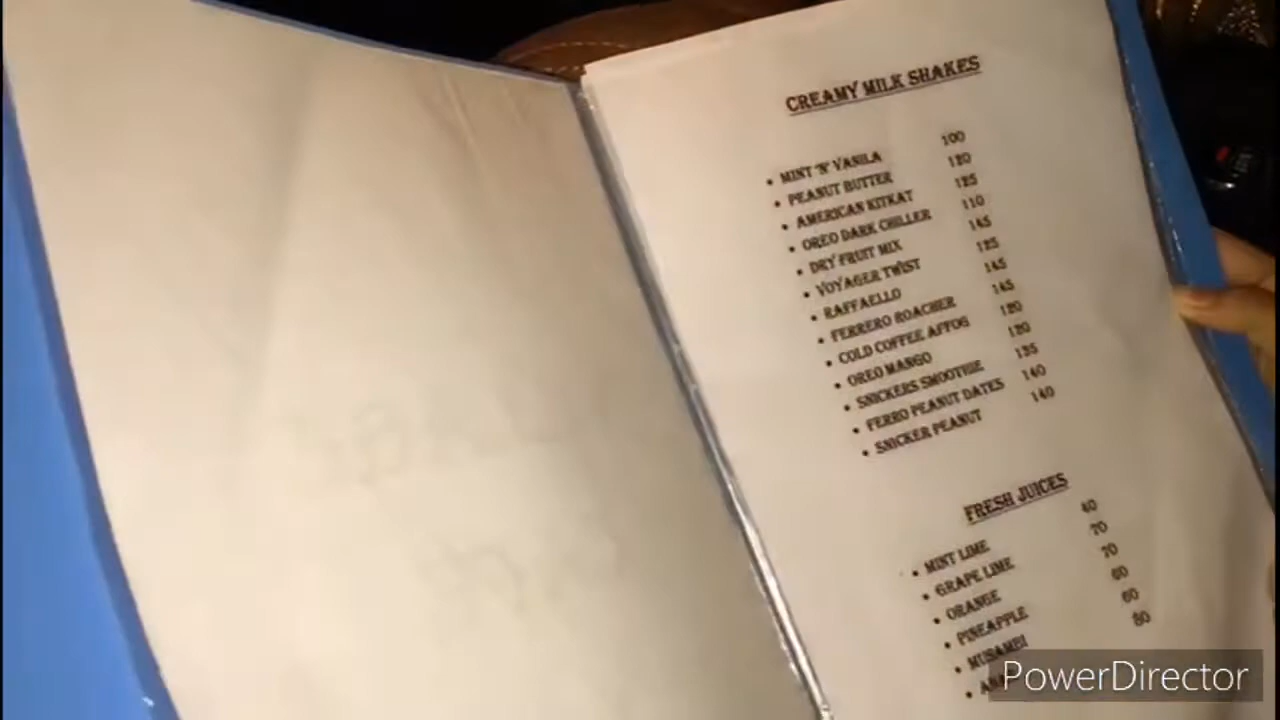 CREAMY MILK SHAKES
• MINT 'N' VANILA 100
• PEANUT BUTTER 120
• AMERICAN KITKAT 125
• OREO DARK CHILLER 110
• DRY FRUIT MIX 145
• VOYAGER TWIST 125
• RAFFAELLO 145
• FERRERO ROACHER 145
• COLD COFFEE AFFOG 120
• OREO MANGO 120
• SNICKERS SMOOTHIE 135
• FERRO PEANUT DATES 140
• SNICKER PEANUT 140
FRESH JUICES
• MINT LIME 40
• GRAPE LIME 70
• ORANGE 70
• PINEAPPLE 60
• MUSAMBI 60
• 80
PowerDirector